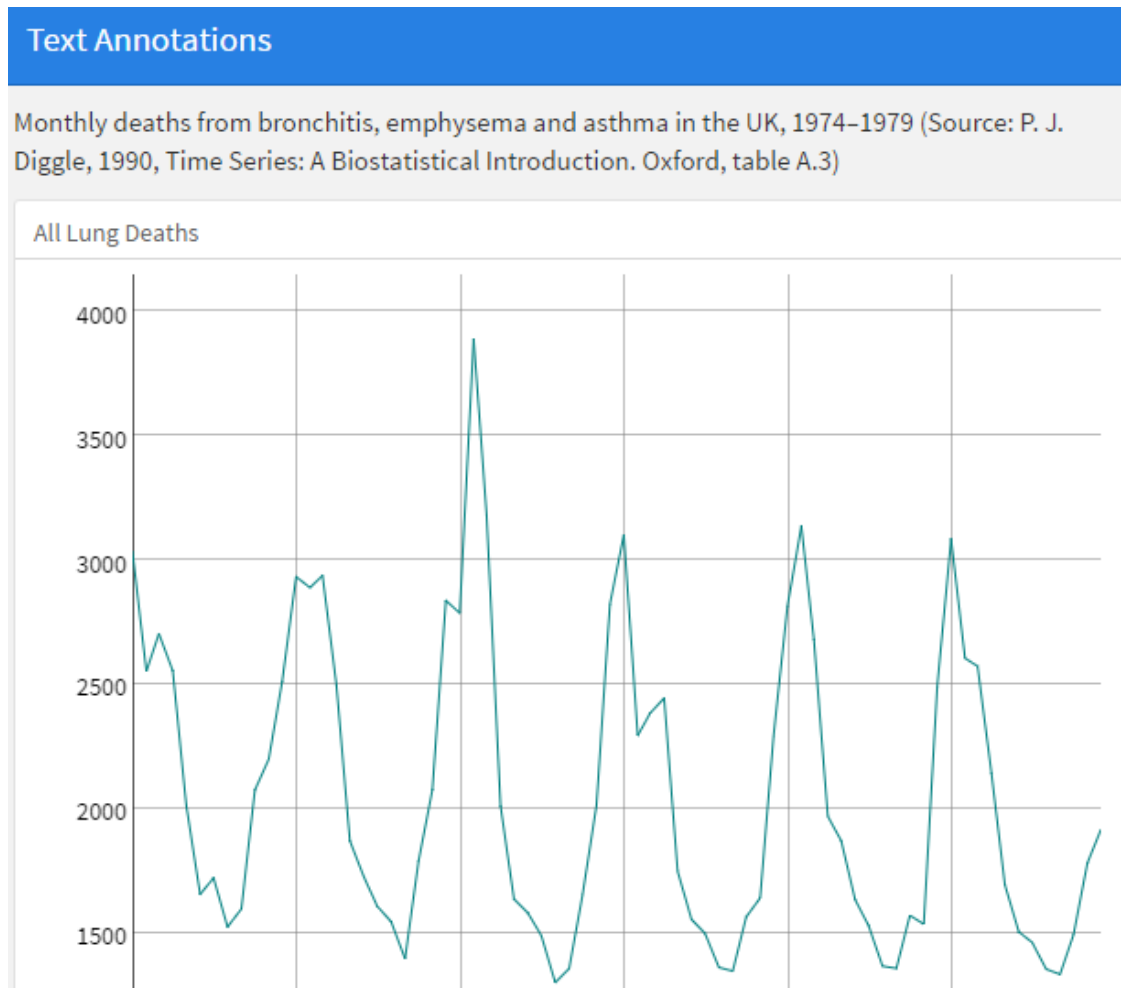 Text Annotations
Monthly deaths from bronchitis, emphysema and asthma in the UK, 1974–1979 (Source: P. J.
Diggle, 1990, Time Series: A Biostatistical Introduction. Oxford, table A.3)
All Lung Deaths
4000
3500
3000
2500
2000
1500